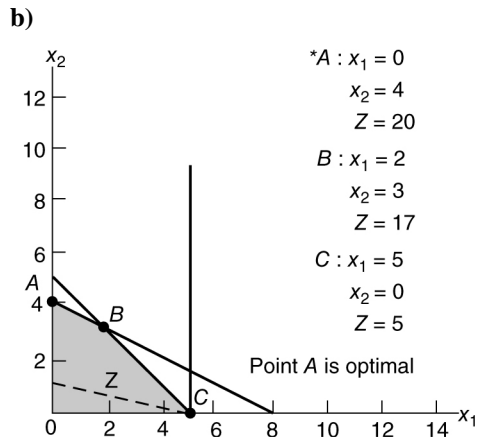 b)
x₂
12
10
8
6
A
4
B
2
Z
C
0 2 4 6 8 10 12 14 x₁
*A : x₁ = 0
x₂ = 4
Z = 20
B : x₁ = 2
x₂ = 3
Z = 17
C : x₁ = 5
x₂ = 0
Z = 5
Point A is optimal